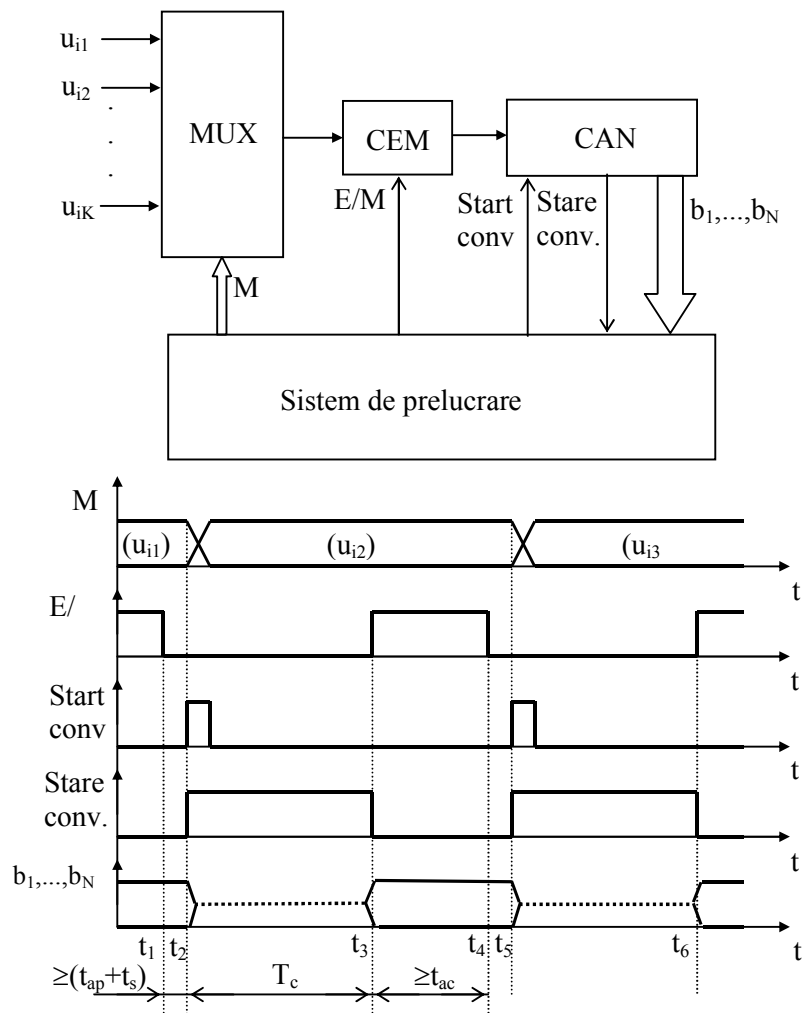 u_i1
u_i2
.
.
.
u_iK
MUX
CEM
CAN
E/M
Start
conv
Stare
conv.
b_1,...,b_N
M
Sistem de prelucrare
M
(u_i1)
(u_i2)
(u_i3
t
E/
t
Start
conv
t
Stare
conv.
t
b_1,...,b_N
t_1
t_2
t_3
t_4
t_5
t_6
t
≥(t_ap+t_s)
T_c
≥t_ac